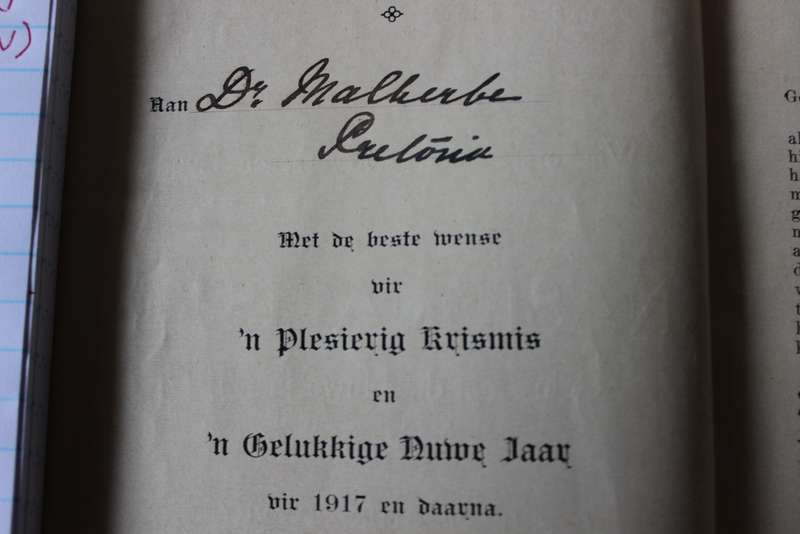 Aan Dr. Malherbe
Pretoria
Met de beste wense
vir
'n Plesierig Krismis
en
'n Gelukkige Nuwe Jaar
vir 1917 en daarna.